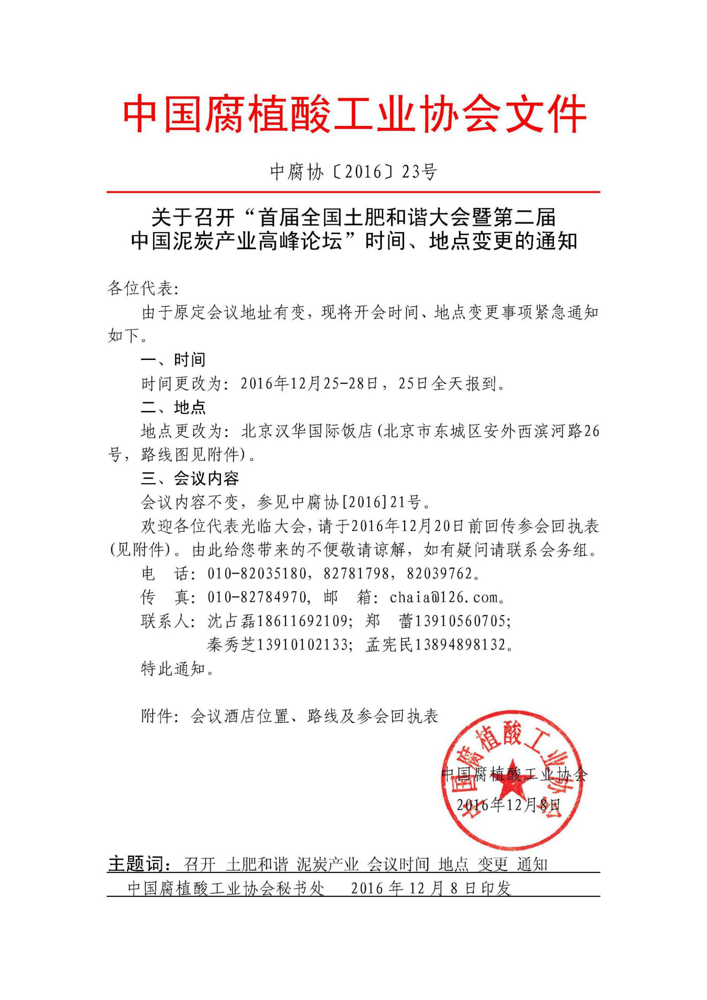 中国腐植酸工业协会文件
中腐协〔2016〕23号
关于召开“首届全国土肥和谐大会暨第二届
中国泥炭产业高峰论坛”时间、地点变更的通知
各位代表：
由于原定会议地址有变，现将开会时间、地点变更事项紧急通知
如下。
一、时间
时间更改为：2016年12月25-28日，25日全天报到。
二、地点
地点更改为：北京汉华国际饭店(北京市东城区安外西滨河路26
号，路线图见附件)。
三、会议内容
会议内容不变，参见中腐协[2016]21号。
欢迎各位代表光临大会,请于2016年12月20日前回传参会回执表
(见附件)。由此给您带来的不便敬请谅解，如有疑问请联系会务组。
电　话：010-82035180，82781798，82039762。
传　真：010-82784970, 邮　箱：chaia@126.com。
联系人：沈占磊18611692109；郑　蕾13910560705；
秦秀芝13910102133；孟宪民13894898132。
特此通知。
附件：会议酒店位置、路线及参会回执表
中国腐植酸工业协会
中国腐植酸工业协会
2016年12月8日
主题词：召开 土肥和谐 泥炭产业 会议时间 地点 变更 通知
中国腐植酸工业协会秘书处 2016 年 12 月 8 日印发